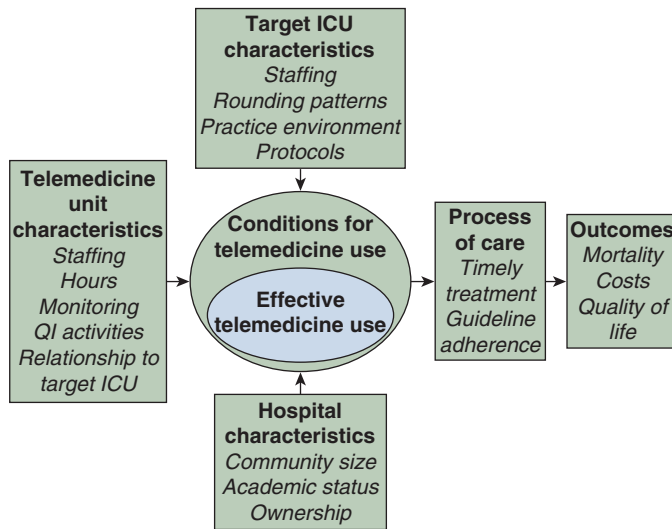 Target ICU
characteristics
Staffing
Rounding patterns
Practice environment
Protocols
Telemedicine
unit
characteristics
Staffing
Hours
Monitoring
QI activities
Relationship to
target ICU
Conditions for
telemedicine use
Effective
telemedicine use
Process
of care
Timely
treatment
Guideline
adherence
Outcomes
Mortality
Costs
Quality of
life
Hospital
characteristics
Community size
Academic status
Ownership